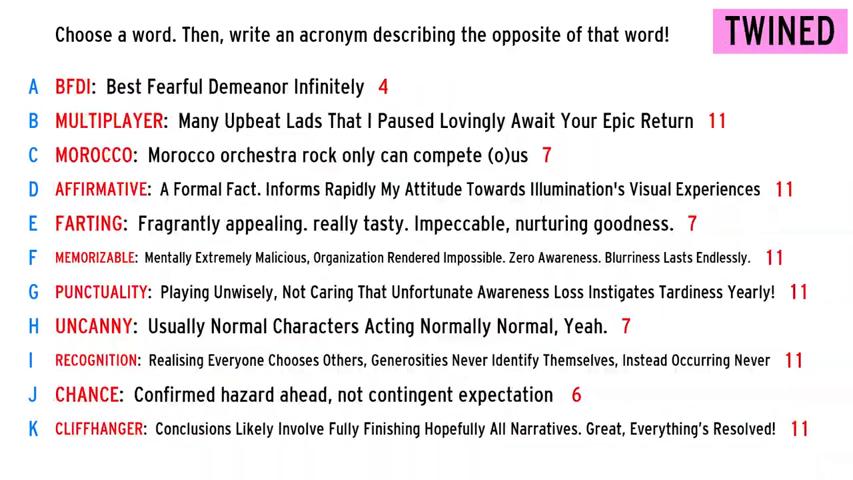 Choose a word. Then, write an acronym describing the opposite of that word!
TWINED
A BFDI: Best Fearful Demeanor Infinitely 4
B MULTIPLAYER: Many Upbeat Lads That I Paused Lovingly Await Your Epic Return 11
C MOROCCO: Morocco orchestra rock only can compete (o)us 7
D AFFIRMATIVE: A Formal Fact. Informs Rapidly My Attitude Towards Illumination's Visual Experiences 11
E FARTING: Fragrantly appealing. really tasty. Impeccable, nurturing goodness. 7
F MEMORIZABLE: Mentally Extremely Malicious, Organization Rendered Impossible. Zero Awareness. Blurriness Lasts Endlessly. 11
G PUNCTUALITY: Playing Unwisely, Not Caring That Unfortunate Awareness Loss Instigates Tardiness Yearly! 11
H UNCANNY: Usually Normal Characters Acting Normally Normal, Yeah. 7
I RECOGNITION: Realising Everyone Chooses Others, Generosities Never Identify Themselves, Instead Occurring Never 11
J CHANCE: Confirmed hazard ahead, not contingent expectation 6
K CLIFFHANGER: Conclusions Likely Involve Fully Finishing Hopefully All Narratives. Great, Everything's Resolved! 11